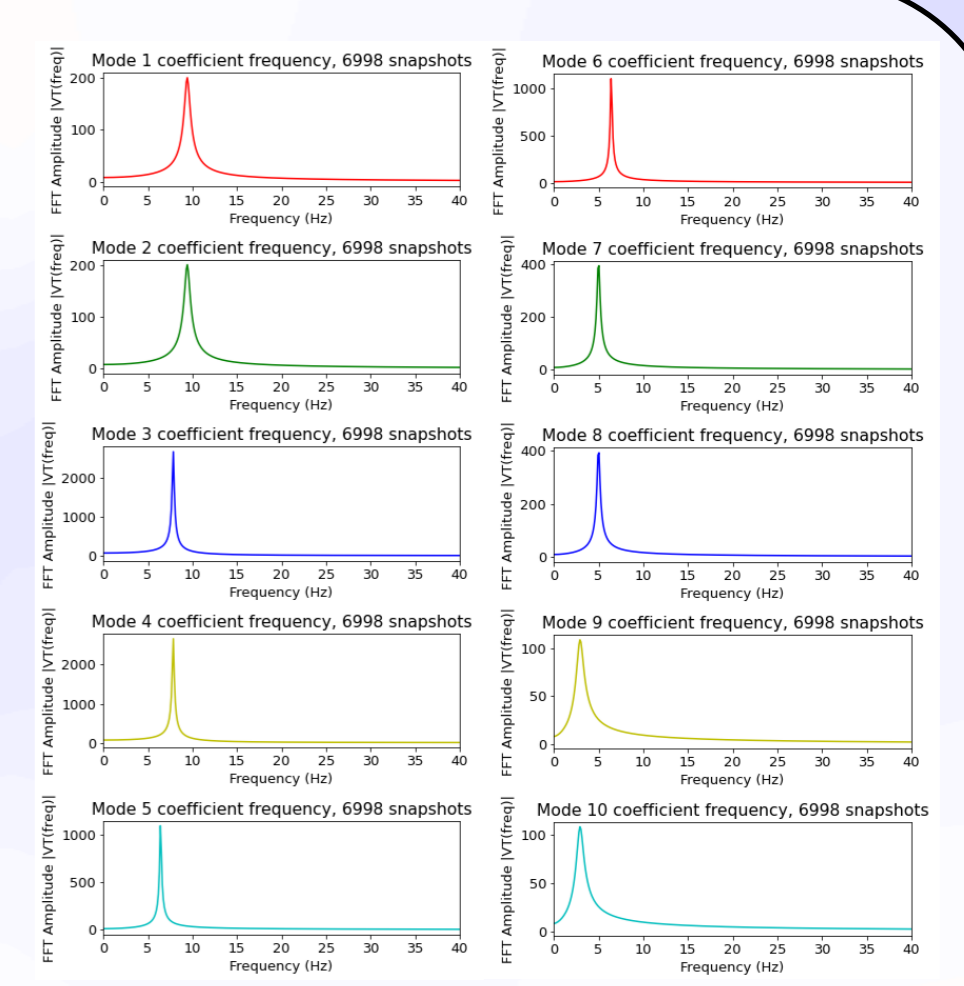 Mode 1 coefficient frequency, 6998 snapshots
FFT Amplitude |VT(freq)|
200
100
0
0 5 10 15 20 25 30 35 40
Frequency (Hz)
Mode 6 coefficient frequency, 6998 snapshots
FFT Amplitude |VT(freq)|
1000
500
0
0 5 10 15 20 25 30 35 40
Frequency (Hz)
Mode 2 coefficient frequency, 6998 snapshots
FFT Amplitude |VT(freq)|
200
100
0
0 5 10 15 20 25 30 35 40
Frequency (Hz)
Mode 7 coefficient frequency, 6998 snapshots
FFT Amplitude |VT(freq)|
400
200
0
0 5 10 15 20 25 30 35 40
Frequency (Hz)
Mode 3 coefficient frequency, 6998 snapshots
FFT Amplitude |VT(freq)|
2000
1000
0
0 5 10 15 20 25 30 35 40
Frequency (Hz)
Mode 8 coefficient frequency, 6998 snapshots
FFT Amplitude |VT(freq)|
400
200
0
0 5 10 15 20 25 30 35 40
Frequency (Hz)
Mode 4 coefficient frequency, 6998 snapshots
FFT Amplitude |VT(freq)|
2000
1000
0
0 5 10 15 20 25 30 35 40
Frequency (Hz)
Mode 9 coefficient frequency, 6998 snapshots
FFT Amplitude |VT(freq)|
100
50
0
0 5 10 15 20 25 30 35 40
Frequency (Hz)
Mode 5 coefficient frequency, 6998 snapshots
FFT Amplitude |VT(freq)|
1000
500
0
0 5 10 15 20 25 30 35 40
Frequency (Hz)
Mode 10 coefficient frequency, 6998 snapshots
FFT Amplitude |VT(freq)|
100
50
0
0 5 10 15 20 25 30 35 40
Frequency (Hz)